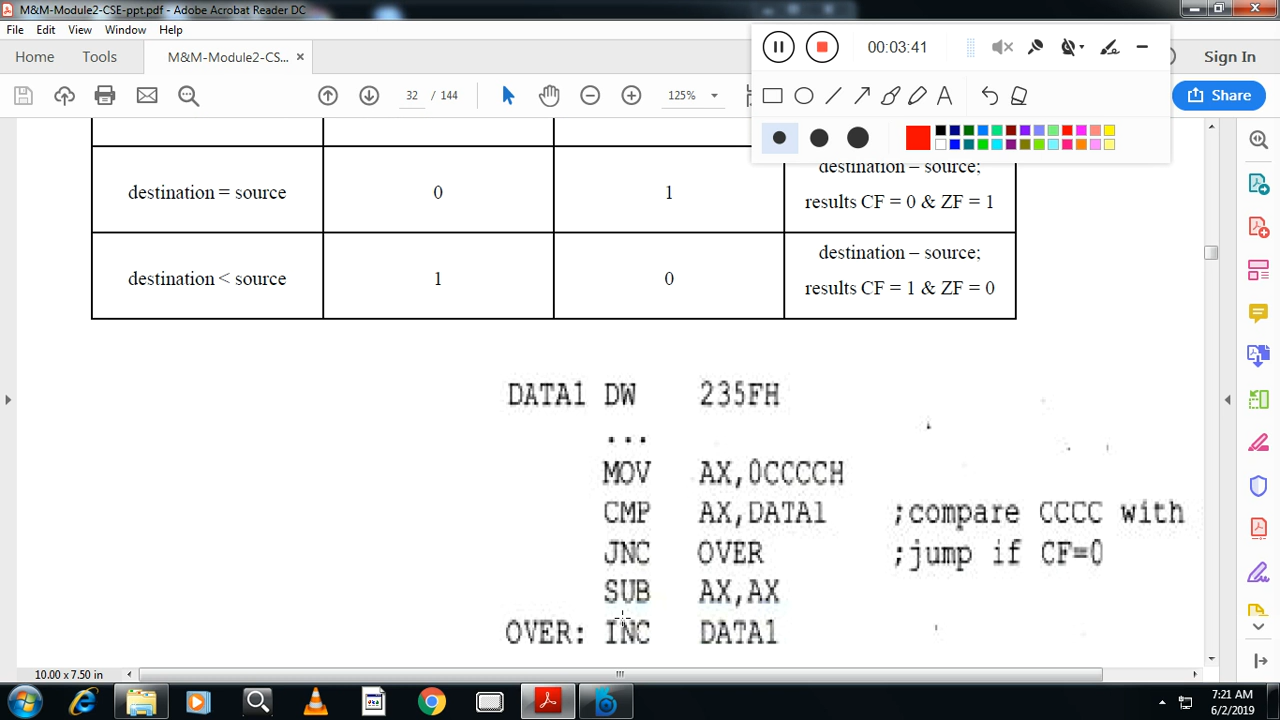 M&M-Module2-CSE-ppt.pdf - Adobe Acrobat Reader DC
File Edit View Window Help
Home Tools M&M-Module2-CS... × 00:03:41 Sign In
32 / 144 125% A Share
destination – source;
destination = source 0 1 results CF = 0 & ZF = 1
destination – source;
destination < source 1 0 results CF = 1 & ZF = 0
DATA1 DW 235FH
...
MOV AX,0CCCCH
CMP AX,DATA1 ;compare CCCC with
JNC OVER ;jump if CF=0
SUB AX,AX
OVER: INC DATA1
10.00 x 7.50 in
7:21 AM
6/2/2019